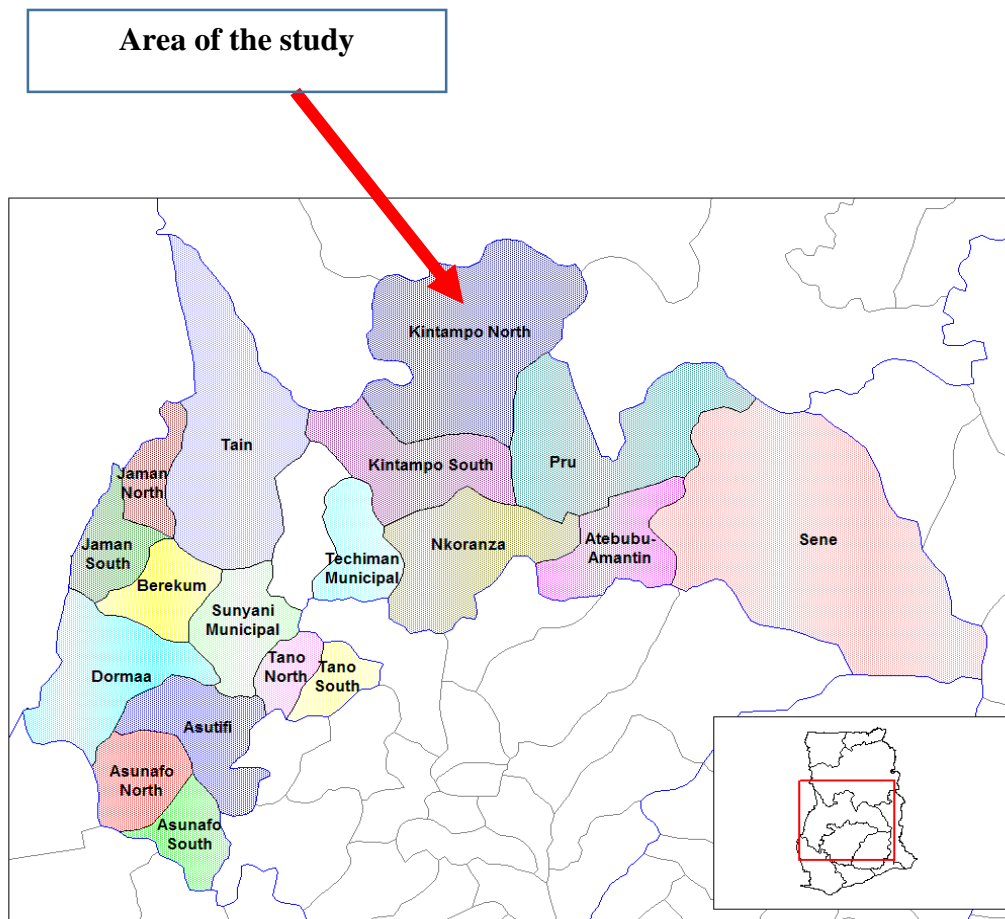 Area of the study
Kintampo North
Tain
Kintampo South
Pru
Jaman
North
Nkoranza
Atebubu-
Amantin
Sene
Jaman
South
Techiman
Municipal
Berekum
Sunyani
Municipal
Tano
North
Tano
South
Dormaa
Asutifi
Asunafo
North
Asunafo
South